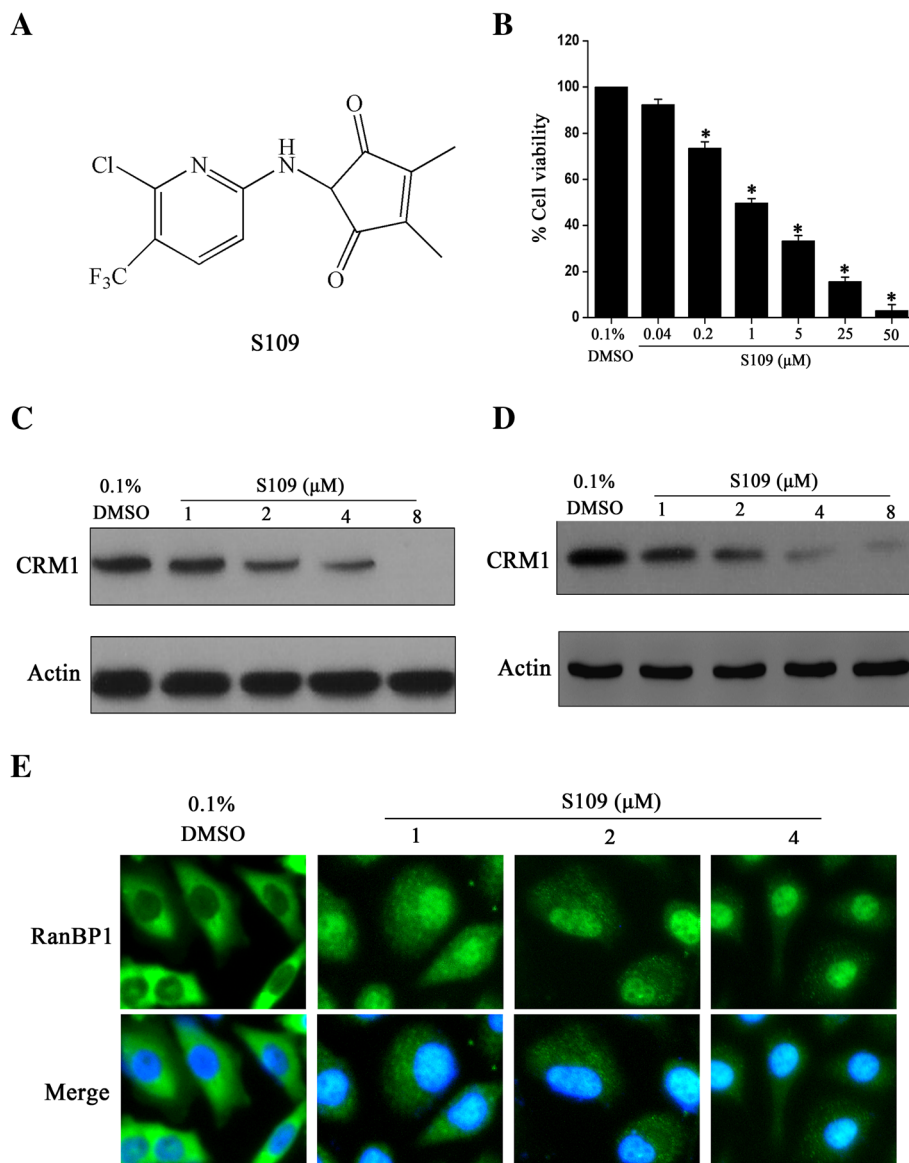 A
Cl
N
H
N
O
O
F₃C
S109
B
% Cell viability
120
100
80
60
40
20
0
*
*
*
*
*
0.1%
DMSO
0.04 0.2 1 5 25 50
S109 (μM)
C
0.1%
DMSO
S109 (μM)
1 2 4 8
CRM1
Actin
D
0.1%
DMSO
S109 (μM)
1 2 4 8
CRM1
Actin
E
0.1%
DMSO
S109 (μM)
1 2 4
RanBP1
Merge